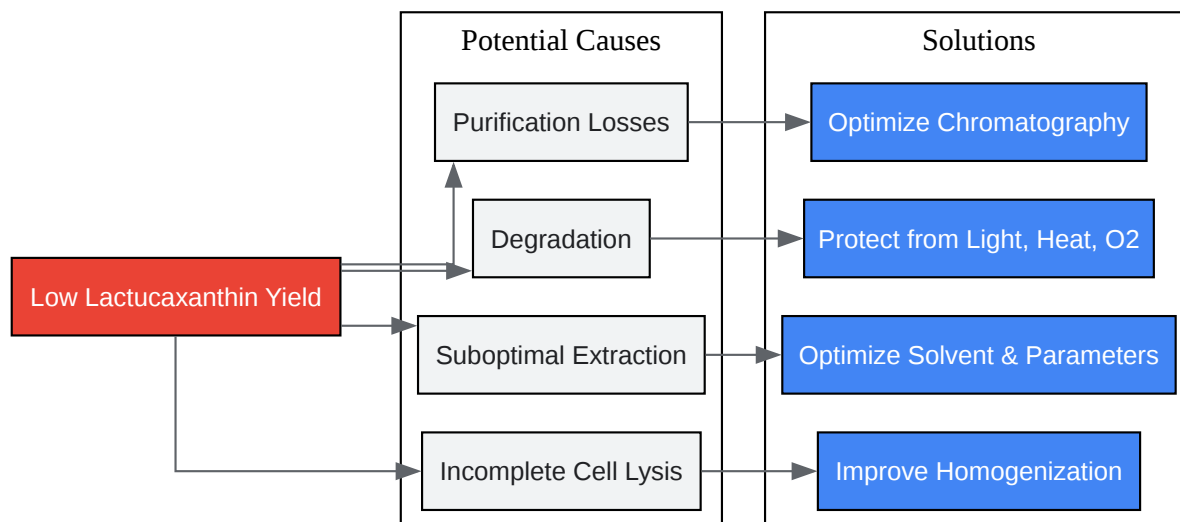 Potential Causes
Solutions
Purification Losses
Optimize Chromatography
Degradation
Protect from Light, Heat, O2
Low Lactucaxanthin Yield
Suboptimal Extraction
Optimize Solvent & Parameters
Incomplete Cell Lysis
Improve Homogenization